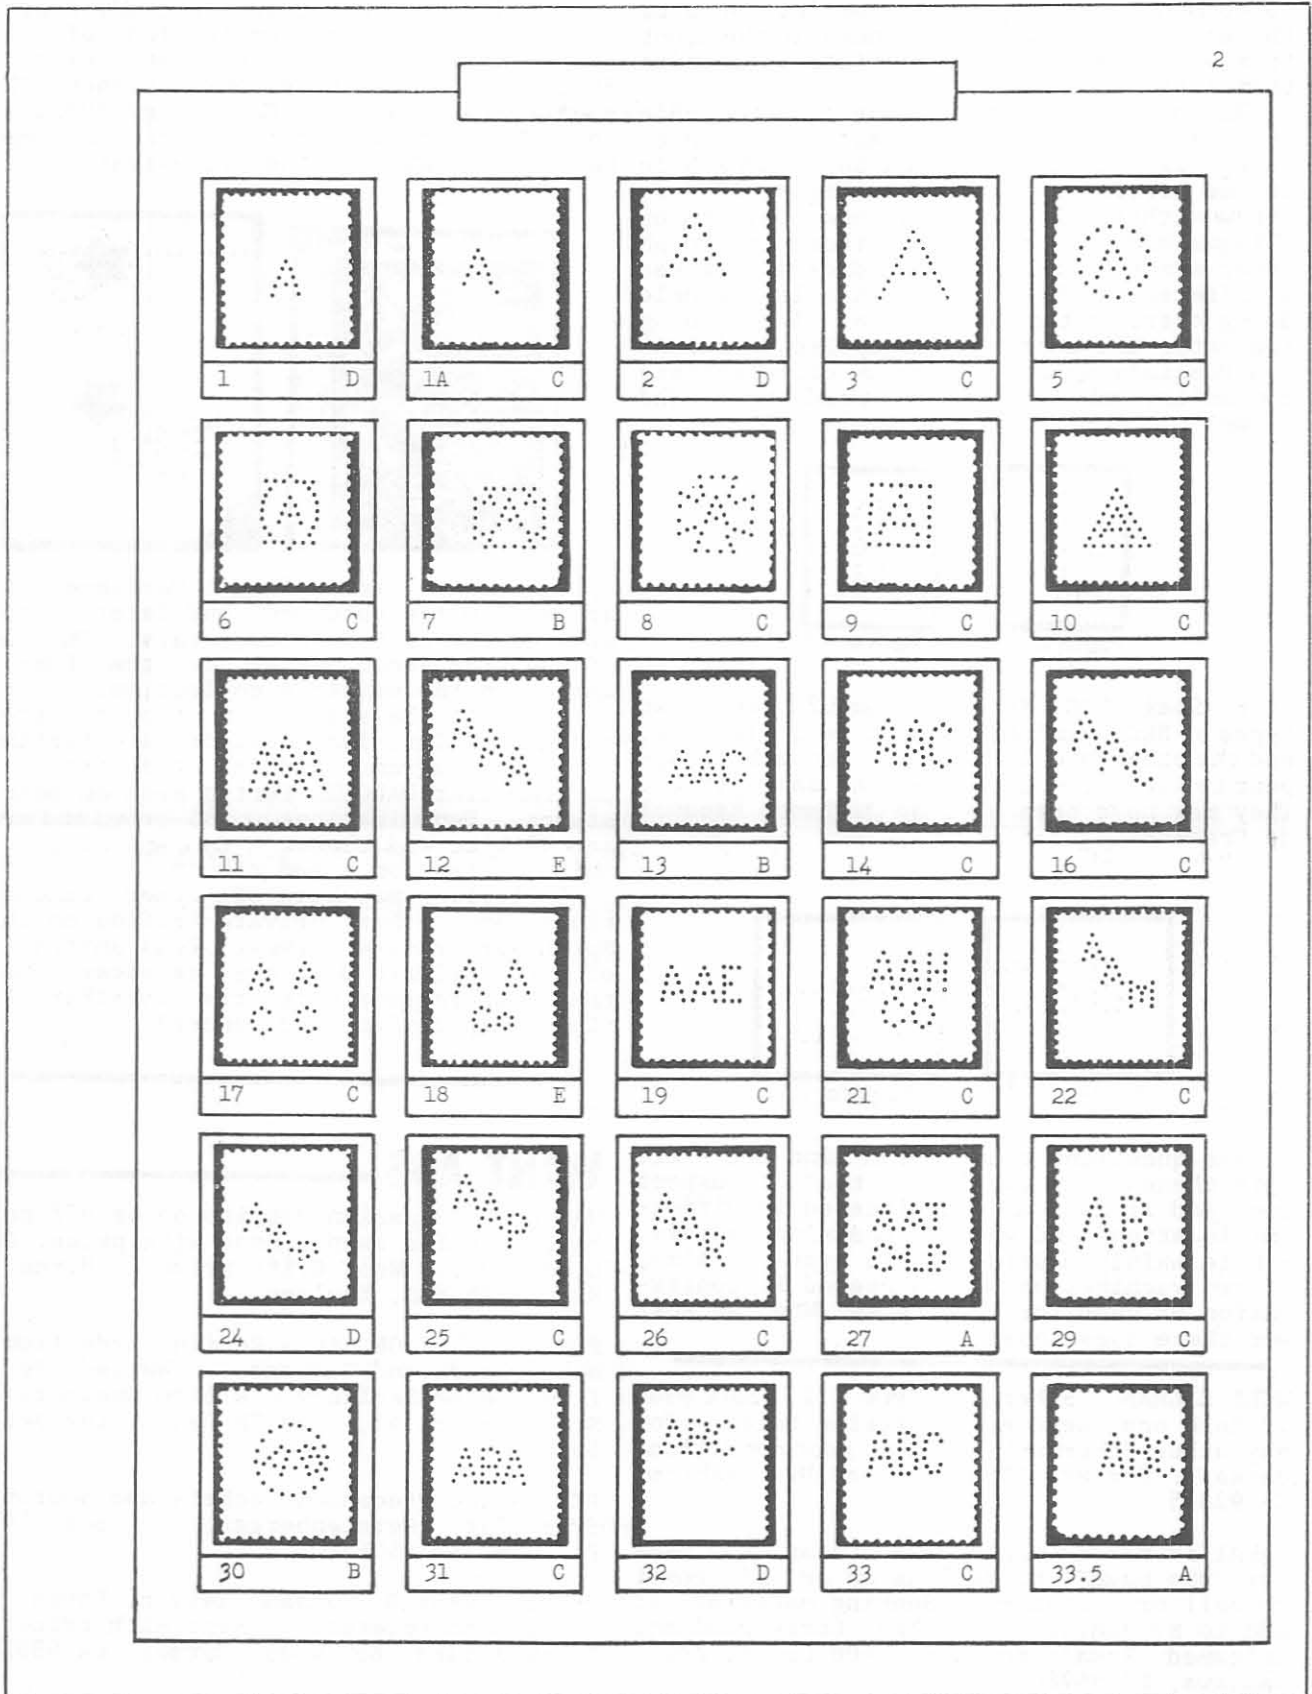 2
A A A A A
1 D 1A C 2 D 3 C 5 C
A A A A A
6 C 7 B 8 C 9 C 10 C
A AAA AAC AAC AAC
11 C 12 E 13 B 14 C 16 C
A A A A AAE AAH AAM
C C Co Co
17 C 18 E 19 C 21 C 22 C
AAP AAP AAR AAT AB
C-LD
24 D 25 C 26 C 27 A 29 C
ABA ABC ABC ABC
30 B 31 C 32 D 33 C 33.5 A